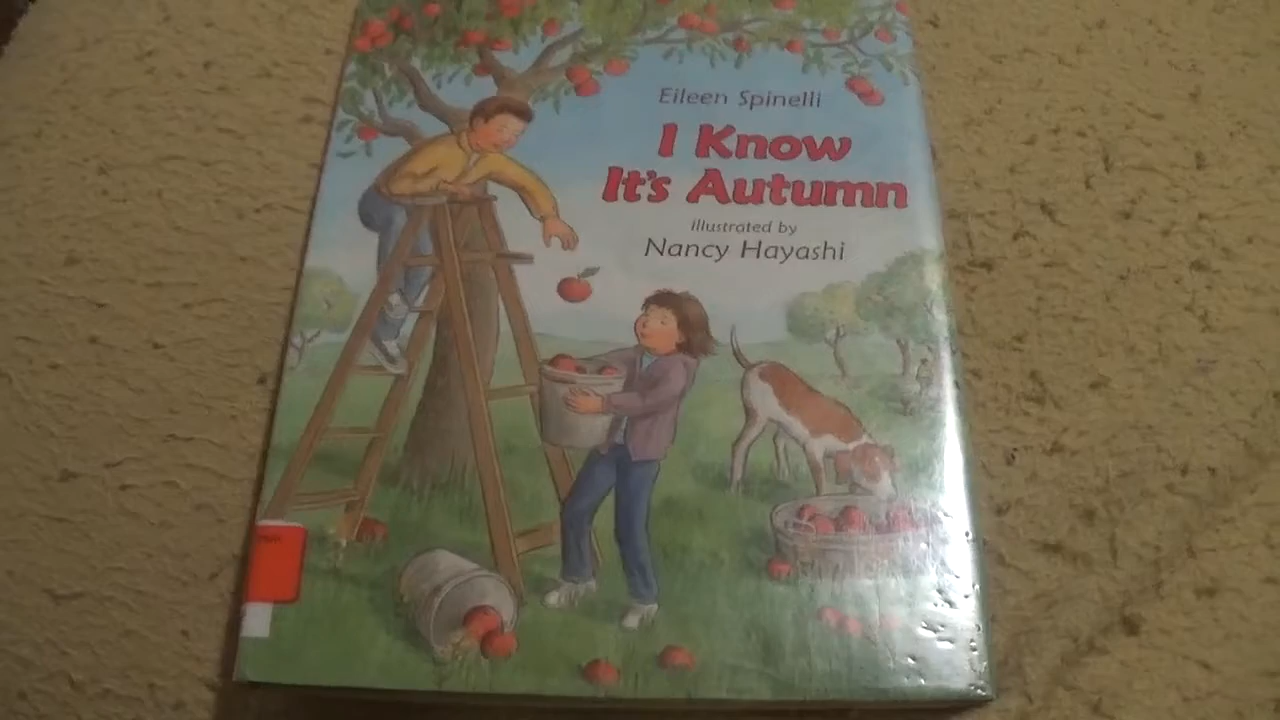 Eileen Spinelli
I Know
It's Autumn
illustrated by
Nancy Hayashi